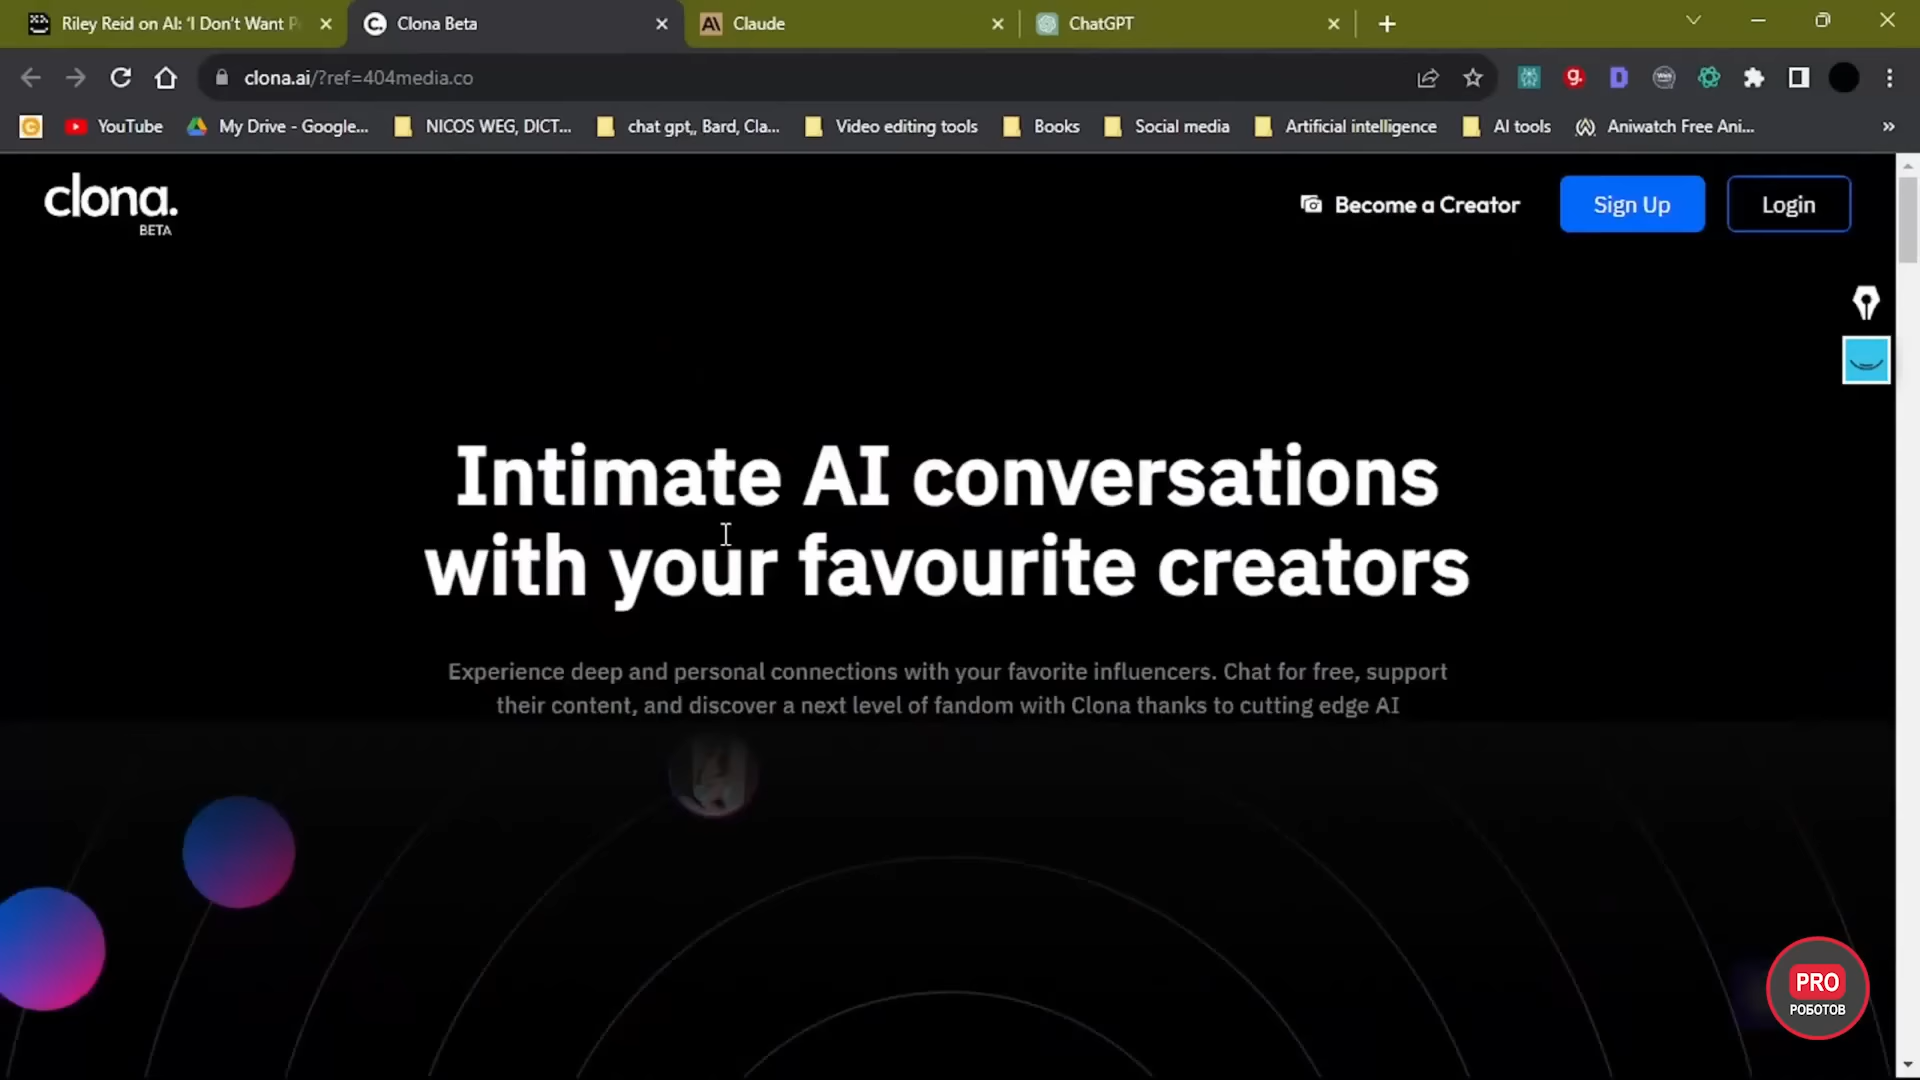 Riley Reid on AI: 'I Don't Want P
Clona Beta
Claude
ChatGPT
clona.ai/?ref=404media.co
YouTube
My Drive - Google...
NICOS WEG, DICT...
chat gpt,, Bard, Cla...
Video editing tools
Books
Social media
Artificial intelligence
AI tools
Aniwatch Free Ani...
clona.
BETA
Become a Creator
Sign Up
Login
Intimate AI conversations
with your favourite creators
Experience deep and personal connections with your favorite influencers. Chat for free, support
their content, and discover a next level of fandom with Clona thanks to cutting edge AI
PRO
РОБОТОВ